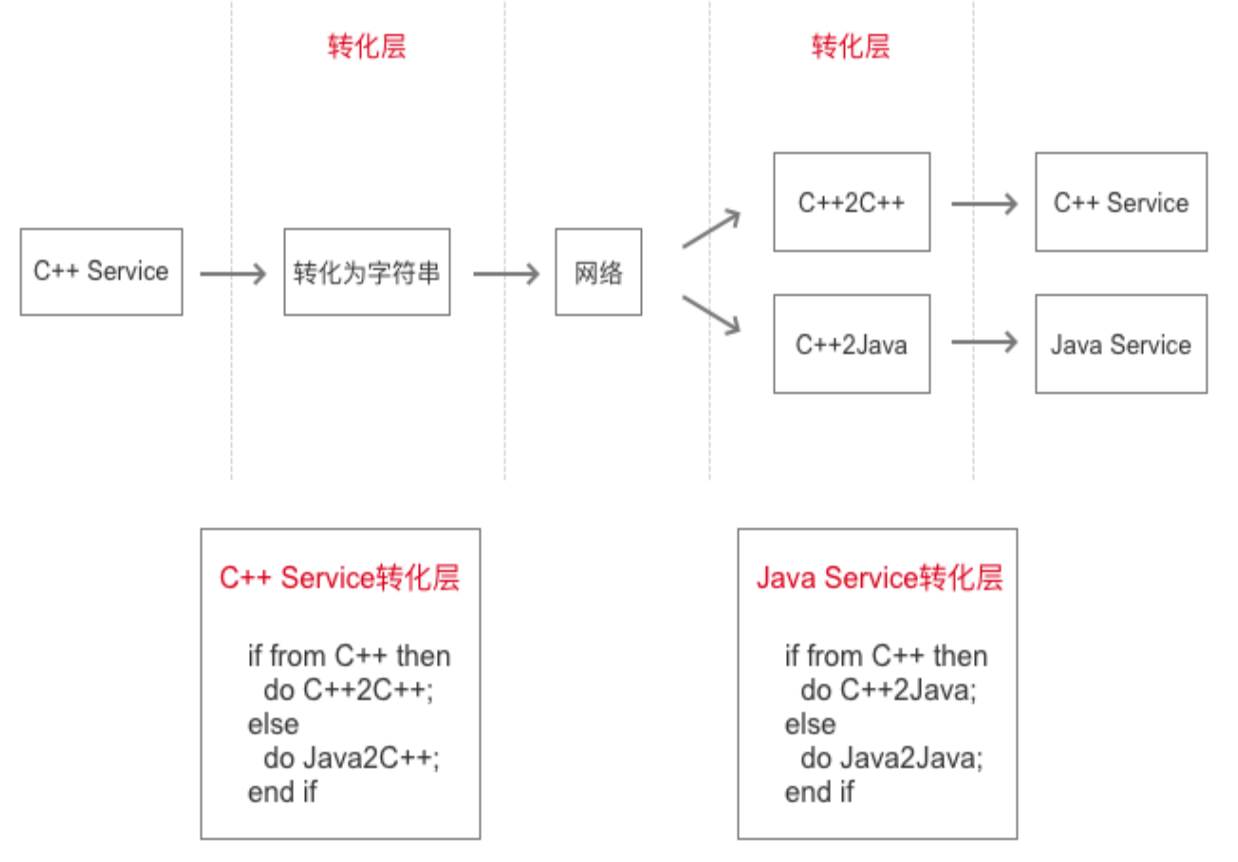 转化层
转化层
C++ Service
转化为字符串
网络
C++2C++
C++ Service
C++2Java
Java Service
C++ Service转化层
if from C++ then
do C++2C++;
else
do Java2C++;
end if
Java Service转化层
if from C++ then
do C++2Java;
else
do Java2Java;
end if